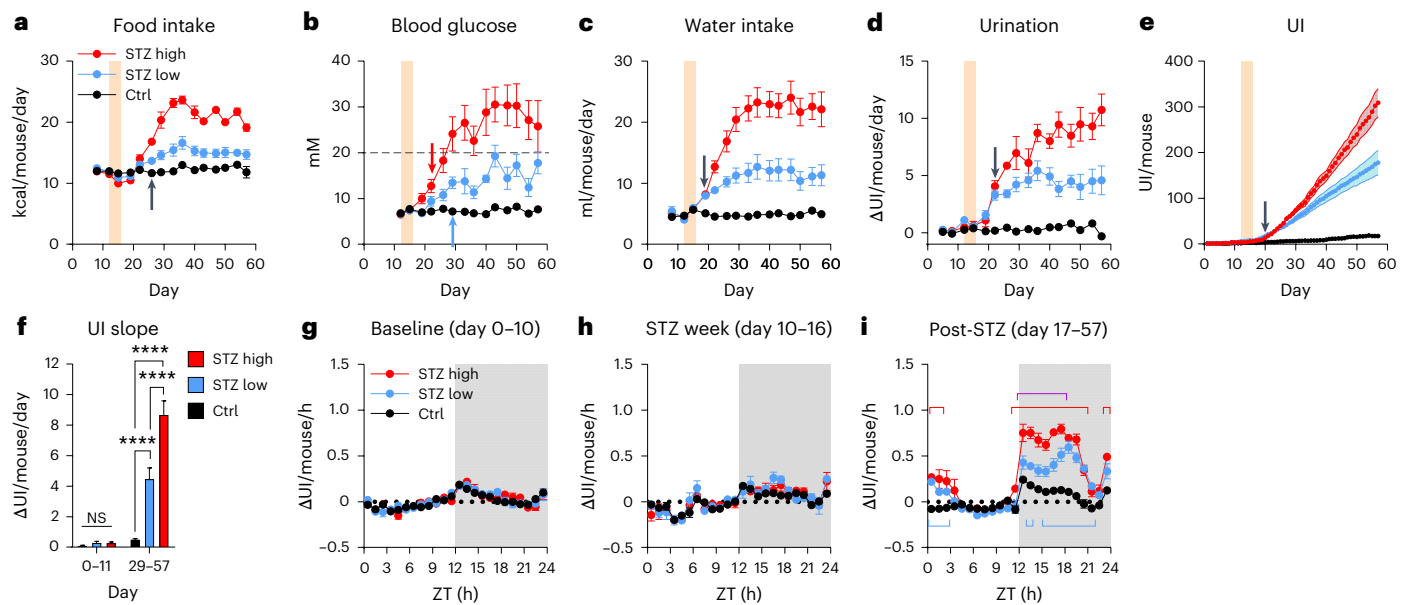 a Food intake
STZ high
STZ low
Ctrl
kcal/mouse/day
30
20
10
0
0 10 20 30 40 50 60
Day
b Blood glucose
mM
40
30
20
10
0
0 10 20 30 40 50 60
Day
c Water intake
ml/mouse/day
30
20
10
0
0 10 20 30 40 50 60
Day
d Urination
ΔUI/mouse/day
15
10
5
0
0 10 20 30 40 50 60
Day
e UI
UI/mouse
400
300
200
100
0
0 10 20 30 40 50 60
Day
f UI slope
ΔUI/mouse/day
12
10
8
6
4
2
0
****
****
****
NS
0–11 29–57
Day
STZ high
STZ low
Ctrl
g Baseline (day 0–10)
STZ high
STZ low
Ctrl
ΔUI/mouse/h
1.5
1.0
0.5
0
−0.5
0 3 6 9 12 15 18 21 24
ZT (h)
h STZ week (day 10–16)
ΔUI/mouse/h
1.5
1.0
0.5
0
−0.5
0 3 6 9 12 15 18 21 24
ZT (h)
i Post-STZ (day 17–57)
ΔUI/mouse/h
1.5
1.0
0.5
0
−0.5
0 3 6 9 12 15 18 21 24
ZT (h)